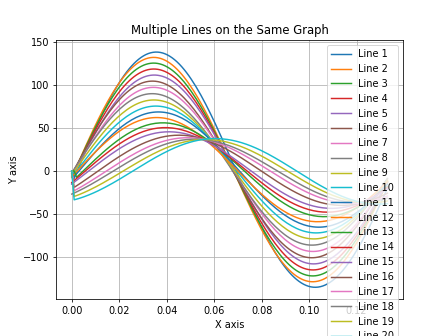 Multiple Lines on the Same Graph
150
100
50
0
−50
−100
Y axis
0.00
0.02
0.04
0.06
0.08
0.10
X axis
Line 1
Line 2
Line 3
Line 4
Line 5
Line 6
Line 7
Line 8
Line 9
Line 10
Line 11
Line 12
Line 13
Line 14
Line 15
Line 16
Line 17
Line 18
Line 19
Line 20